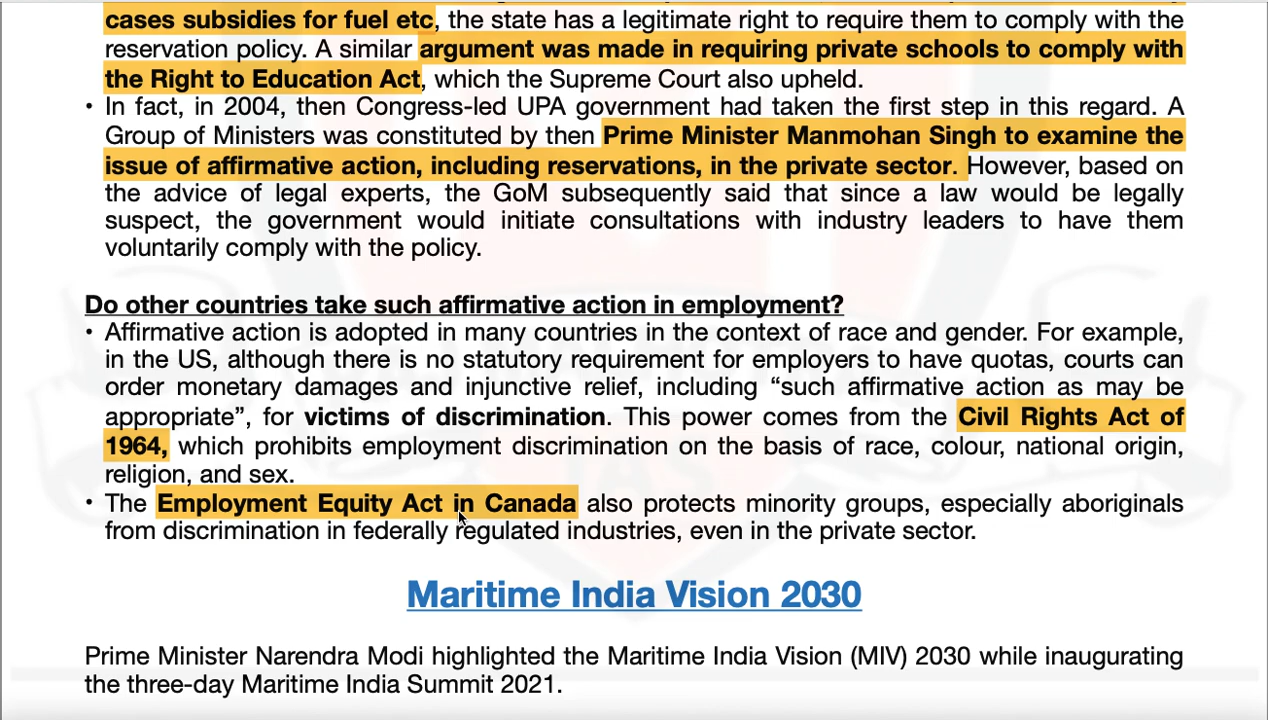 cases subsidies for fuel etc, the state has a legitimate right to require them to comply with the
reservation policy. A similar argument was made in requiring private schools to comply with
the Right to Education Act, which the Supreme Court also upheld.
• In fact, in 2004, then Congress-led UPA government had taken the first step in this regard. A
Group of Ministers was constituted by then Prime Minister Manmohan Singh to examine the
issue of affirmative action, including reservations, in the private sector. However, based on
the advice of legal experts, the GoM subsequently said that since a law would be legally
suspect, the government would initiate consultations with industry leaders to have them
voluntarily comply with the policy.
Do other countries take such affirmative action in employment?
• Affirmative action is adopted in many countries in the context of race and gender. For example,
in the US, although there is no statutory requirement for employers to have quotas, courts can
order monetary damages and injunctive relief, including “such affirmative action as may be
appropriate”, for victims of discrimination. This power comes from the Civil Rights Act of
1964, which prohibits employment discrimination on the basis of race, colour, national origin,
religion, and sex.
• The Employment Equity Act in Canada also protects minority groups, especially aboriginals
from discrimination in federally regulated industries, even in the private sector.
Maritime India Vision 2030
Prime Minister Narendra Modi highlighted the Maritime India Vision (MIV) 2030 while inaugurating
the three-day Maritime India Summit 2021.